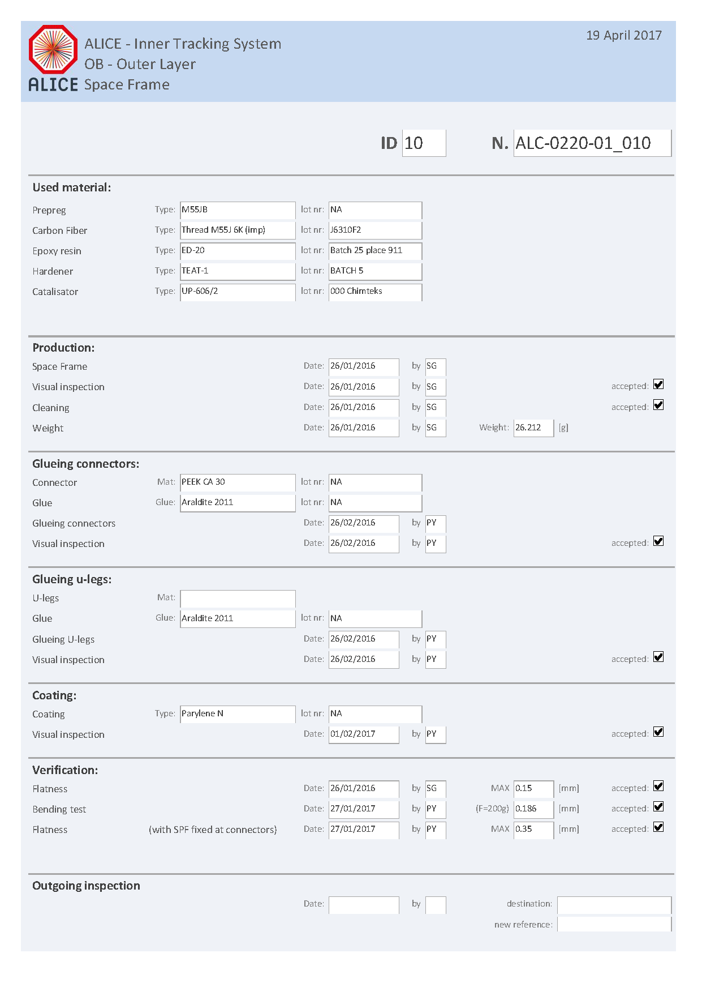 19 April 2017
ALICE - Inner Tracking System
OB - Outer Layer
ALICE Space Frame
ID 10 N. ALC-0220-01_010
Used material:
Prepreg Type: M55JB lot nr: NA
Carbon Fiber Type: Thread M55J 6K (imp) lot nr: J6310F2
Epoxy resin Type: ED-20 lot nr: Batch 25 place 911
Hardener Type: TEAT-1 lot nr: BATCH 5
Catalisator Type: UP-606/2 lot nr: 000 Chimteks
Production:
Space Frame Date: 26/01/2016 by SG
Visual inspection Date: 26/01/2016 by SG accepted:
Cleaning Date: 26/01/2016 by SG accepted:
Weight Date: 26/01/2016 by SG Weight: 26.212 [g]
Glueing connectors:
Connector Mat: PEEK CA 30 lot nr: NA
Glue Glue: Araldite 2011 lot nr: NA
Glueing connectors Date: 26/02/2016 by PY
Visual inspection Date: 26/02/2016 by PY accepted:
Glueing u-legs:
U-legs Mat:
Glue Glue: Araldite 2011 lot nr: NA
Glueing U-legs Date: 26/02/2016 by PY
Visual inspection Date: 26/02/2016 by PY accepted:
Coating:
Coating Type: Parylene N lot nr: NA
Visual inspection Date: 01/02/2017 by PY accepted:
Verification:
Flatness Date: 26/01/2016 by SG MAX 0.15 [mm] accepted:
Bending test Date: 27/01/2017 by PY (F=200g) 0.186 [mm] accepted:
Flatness (with SPF fixed at connectors) Date: 27/01/2017 by PY MAX 0.35 [mm] accepted:
Outgoing inspection
Date: by destination:
new reference: